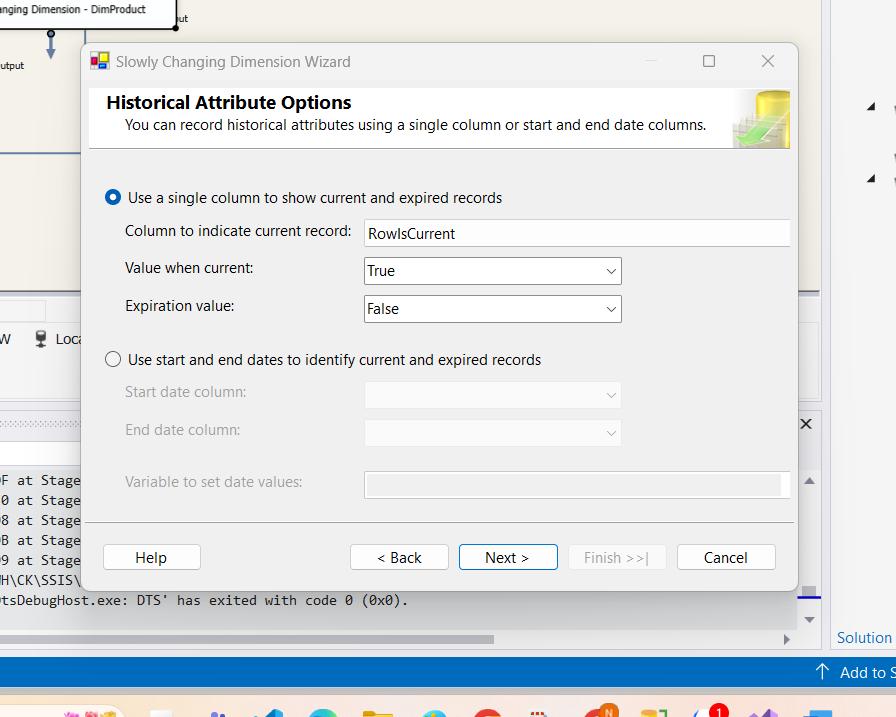 anging Dimension - DimProduct
ut
utput
Slowly Changing Dimension Wizard
Historical Attribute Options
You can record historical attributes using a single column or start and end date columns.
Use a single column to show current and expired records
Column to indicate current record:
RowIsCurrent
Value when current:
True
Expiration value:
False
W
Loca
Use start and end dates to identify current and expired records
Start date column:
End date column:
Variable to set date values:
F at Stage
0 at Stage
8 at Stage
B at Stage
9 at Stage
H\CK\SSIS\
Help
< Back
Next >
Finish >>|
Cancel
tsDebugHost.exe: DTS' has exited with code 0 (0x0).
Solution
Add to S
N
1